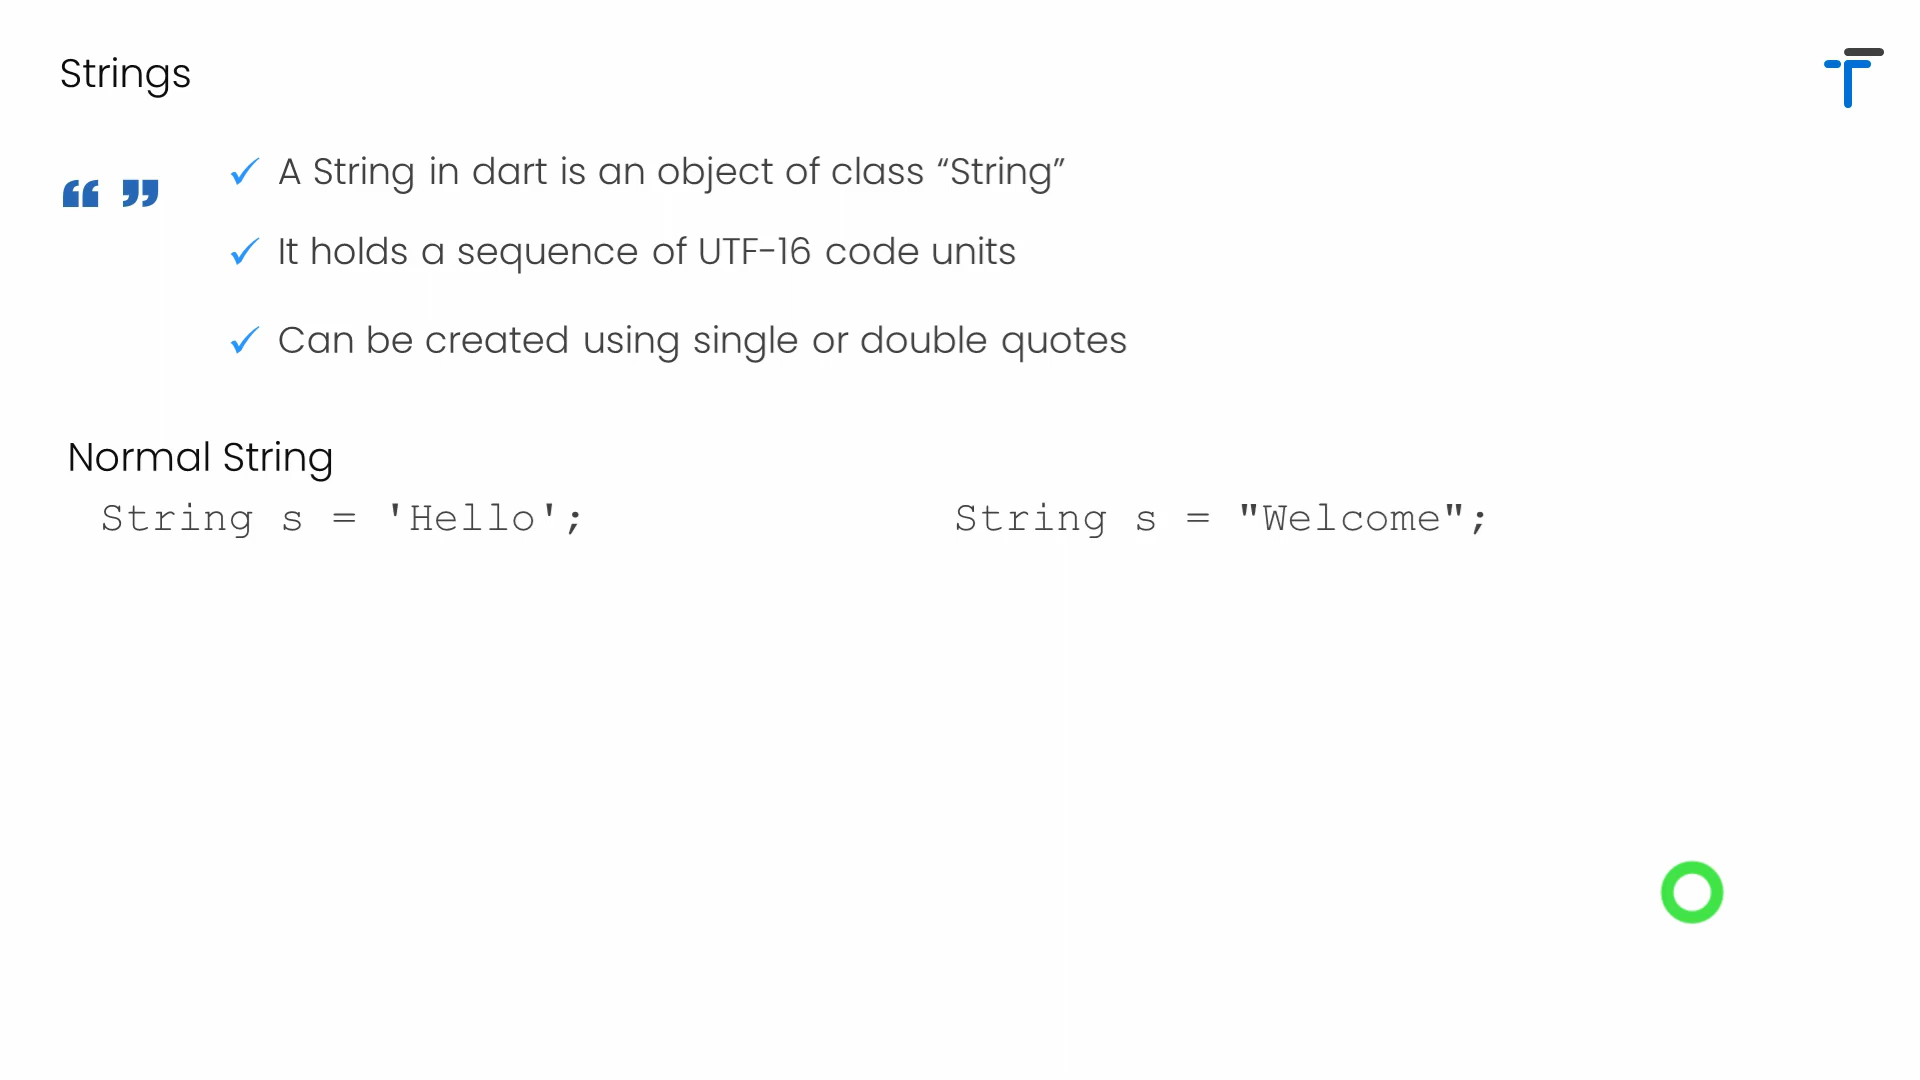 Strings
A String in dart is an object of class “String”
It holds a sequence of UTF-16 code units
Can be created using single or double quotes
Normal String
String s = 'Hello';
String s = "Welcome";